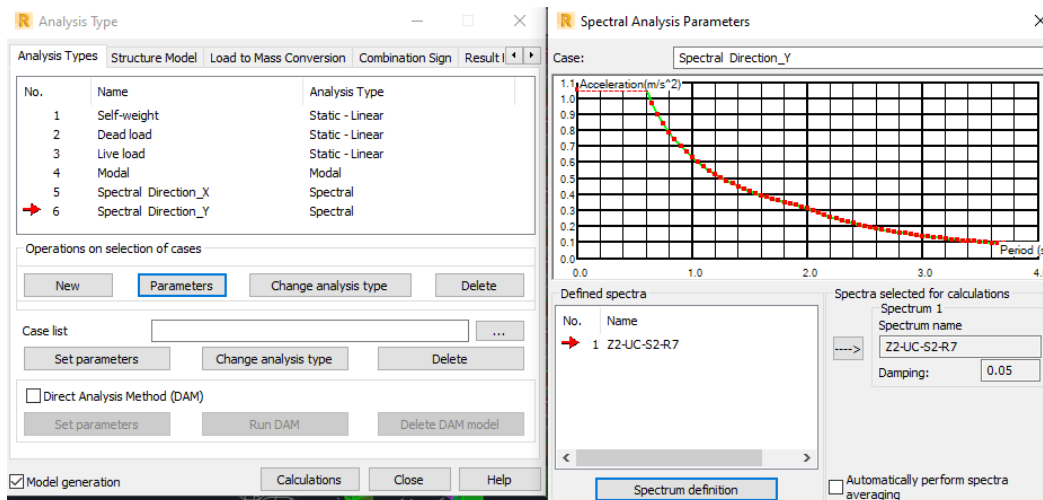 Analysis Type
Analysis Types Structure Model Load to Mass Conversion Combination Sign Result
No. Name Analysis Type
1 Self-weight Static - Linear
2 Dead load Static - Linear
3 Live load Static - Linear
4 Modal Modal
5 Spectral Direction_X Spectral
6 Spectral Direction_Y Spectral
Operations on selection of cases
New Parameters Change analysis type Delete
Case list ...
Set parameters Change analysis type Delete
Direct Analysis Method (DAM)
Set parameters Run DAM Delete DAM model
Model generation Calculations Close Help
Spectral Analysis Parameters
Case: Spectral Direction_Y
1.1 Acceleration(m/s^2)
1.0
0.9
0.8
0.7
0.6
0.5
0.4
0.3
0.2
0.1 Period (s
0.0
0.0 1.0 2.0 3.0 4.0
Defined spectra
No. Name
1 Z2-UC-S2-R7
Spectrum definition
Spectra selected for calculations
Spectrum 1
Spectrum name
----> Z2-UC-S2-R7
Damping: 0.05
Automatically perform spectra
averaging